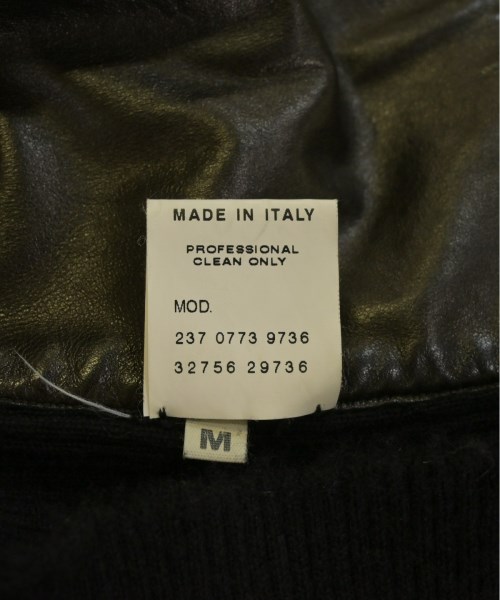 MADE IN ITALY
PROFESSIONAL
CLEAN ONLY
MOD.
237 0773 9736
32756 29736
M